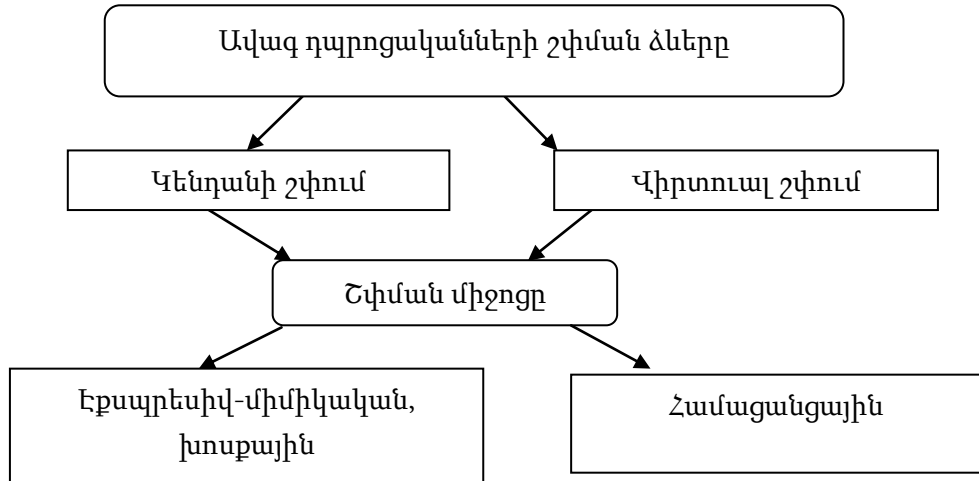 Ավագ դպրոցականների շփման ձևերը
Կենդանի շփում
Վիրտուալ շփում
Շփման միջոցը
Էքսպրեսիվ-միմիկական,
խոսքային
Համացանցային